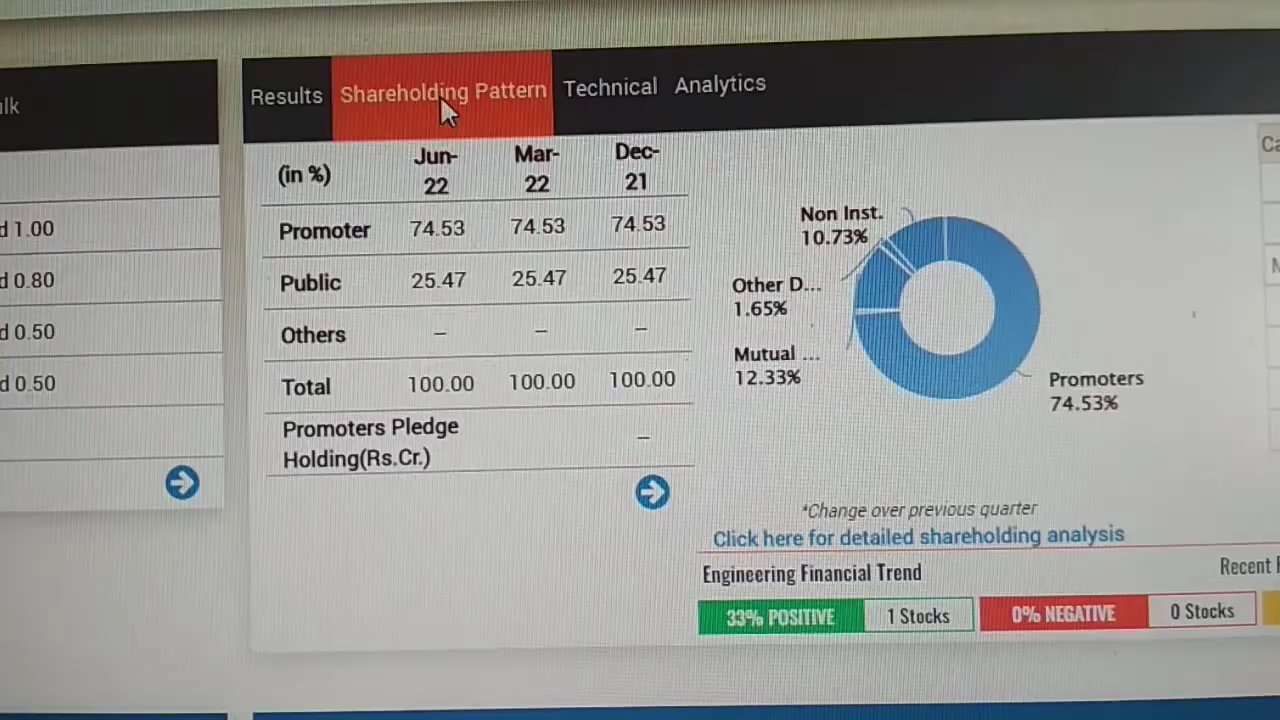 Results Shareholding Pattern Technical Analytics
d 1.00
d 0.80
d 0.50
d 0.50
(in %) Jun-22 Mar-22 Dec-21
Promoter 74.53 74.53 74.53
Public 25.47 25.47 25.47
Others – – –
Total 100.00 100.00 100.00
Promoters Pledge
Holding(Rs.Cr.) –
Non Inst.
10.73%
Other D...
1.65%
Mutual ...
12.33%
Promoters
74.53%
*Change over previous quarter
Click here for detailed shareholding analysis
Engineering Financial Trend
Recent
33% POSITIVE 1 Stocks 0% NEGATIVE 0 Stocks